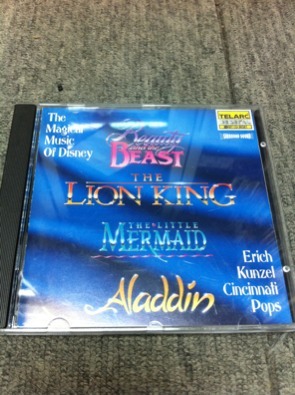 The
Magical
Music
Of Disney
TELARC
Beauty
and the
BEAST
THE
LION KING
THE LITTLE
MERMAID
Aladdin
Erich
Kunzel
Cincinnati
Pops